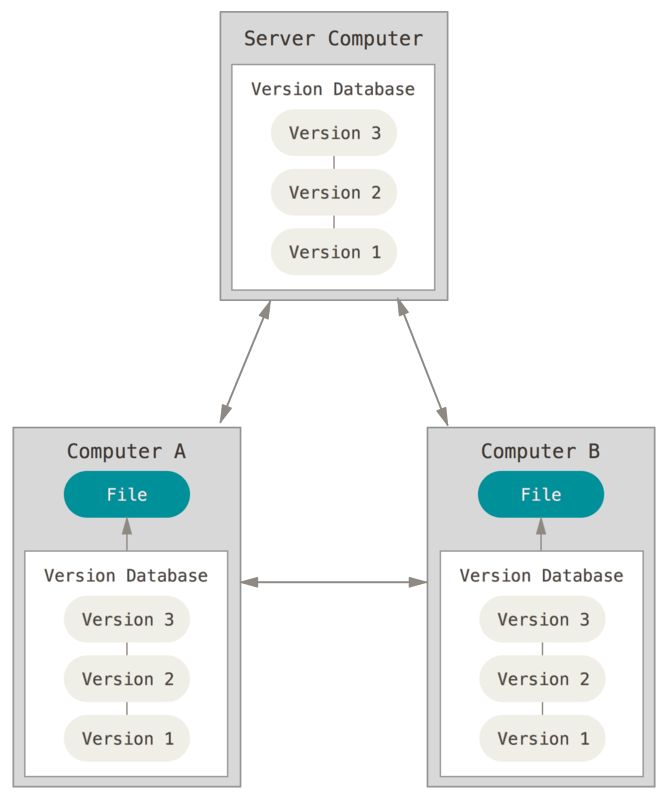 Server Computer
Version Database
Version 3
Version 2
Version 1
Computer A
File
Version Database
Version 3
Version 2
Version 1
Computer B
File
Version Database
Version 3
Version 2
Version 1